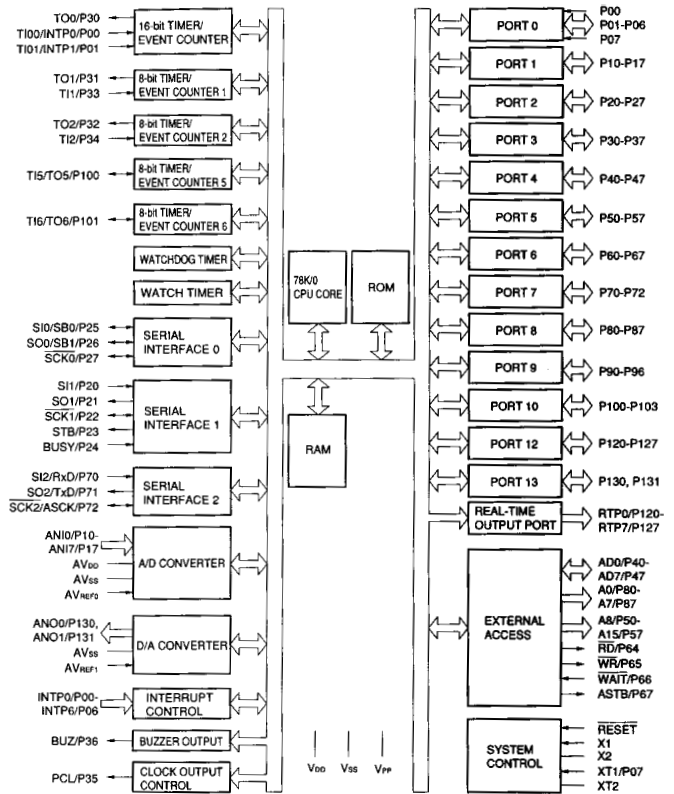 TO0/P30
TI00/INTP0/P00
TI01/INTP1/P01
16-bit TIMER/
EVENT COUNTER
TO1/P31
TI1/P33
8-bit TIMER/
EVENT COUNTER 1
TO2/P32
TI2/P34
8-bit TIMER/
EVENT COUNTER 2
TI5/TO5/P100
8-bit TIMER/
EVENT COUNTER 5
TI6/TO6/P101
8-bit TIMER/
EVENT COUNTER 6
WATCHDOG TIMER
WATCH TIMER
SI0/SB0/P25
SO0/SB1/P26
SCK0/P27
SERIAL
INTERFACE 0
SI1/P20
SO1/P21
SCK1/P22
STB/P23
BUSY/P24
SERIAL
INTERFACE 1
SI2/RxD/P70
SO2/TxD/P71
SCK2/ASCK/P72
SERIAL
INTERFACE 2
ANI0/P10-
ANI7/P17
AVDD
AVSS
AVREF0
A/D CONVERTER
ANO0/P130,
ANO1/P131
AVSS
AVREF1
D/A CONVERTER
INTP0/P00-
INTP6/P06
INTERRUPT
CONTROL
BUZ/P36
BUZZER OUTPUT
PCL/P35
CLOCK OUTPUT
CONTROL
78K/0
CPU CORE
ROM
RAM
VDD
VSS
VPP
PORT 0
P00
P01-P06
P07
PORT 1
P10-P17
PORT 2
P20-P27
PORT 3
P30-P37
PORT 4
P40-P47
PORT 5
P50-P57
PORT 6
P60-P67
PORT 7
P70-P72
PORT 8
P80-P87
PORT 9
P90-P96
PORT 10
P100-P103
PORT 12
P120-P127
PORT 13
P130, P131
REAL-TIME
OUTPUT PORT
RTP0/P120-
RTP7/P127
EXTERNAL
ACCESS
AD0/P40-
AD7/P47
A0/P80-
A7/P87
A8/P50-
A15/P57
RD/P64
WR/P65
WAIT/P66
ASTB/P67
SYSTEM
CONTROL
RESET
X1
X2
XT1/P07
XT2